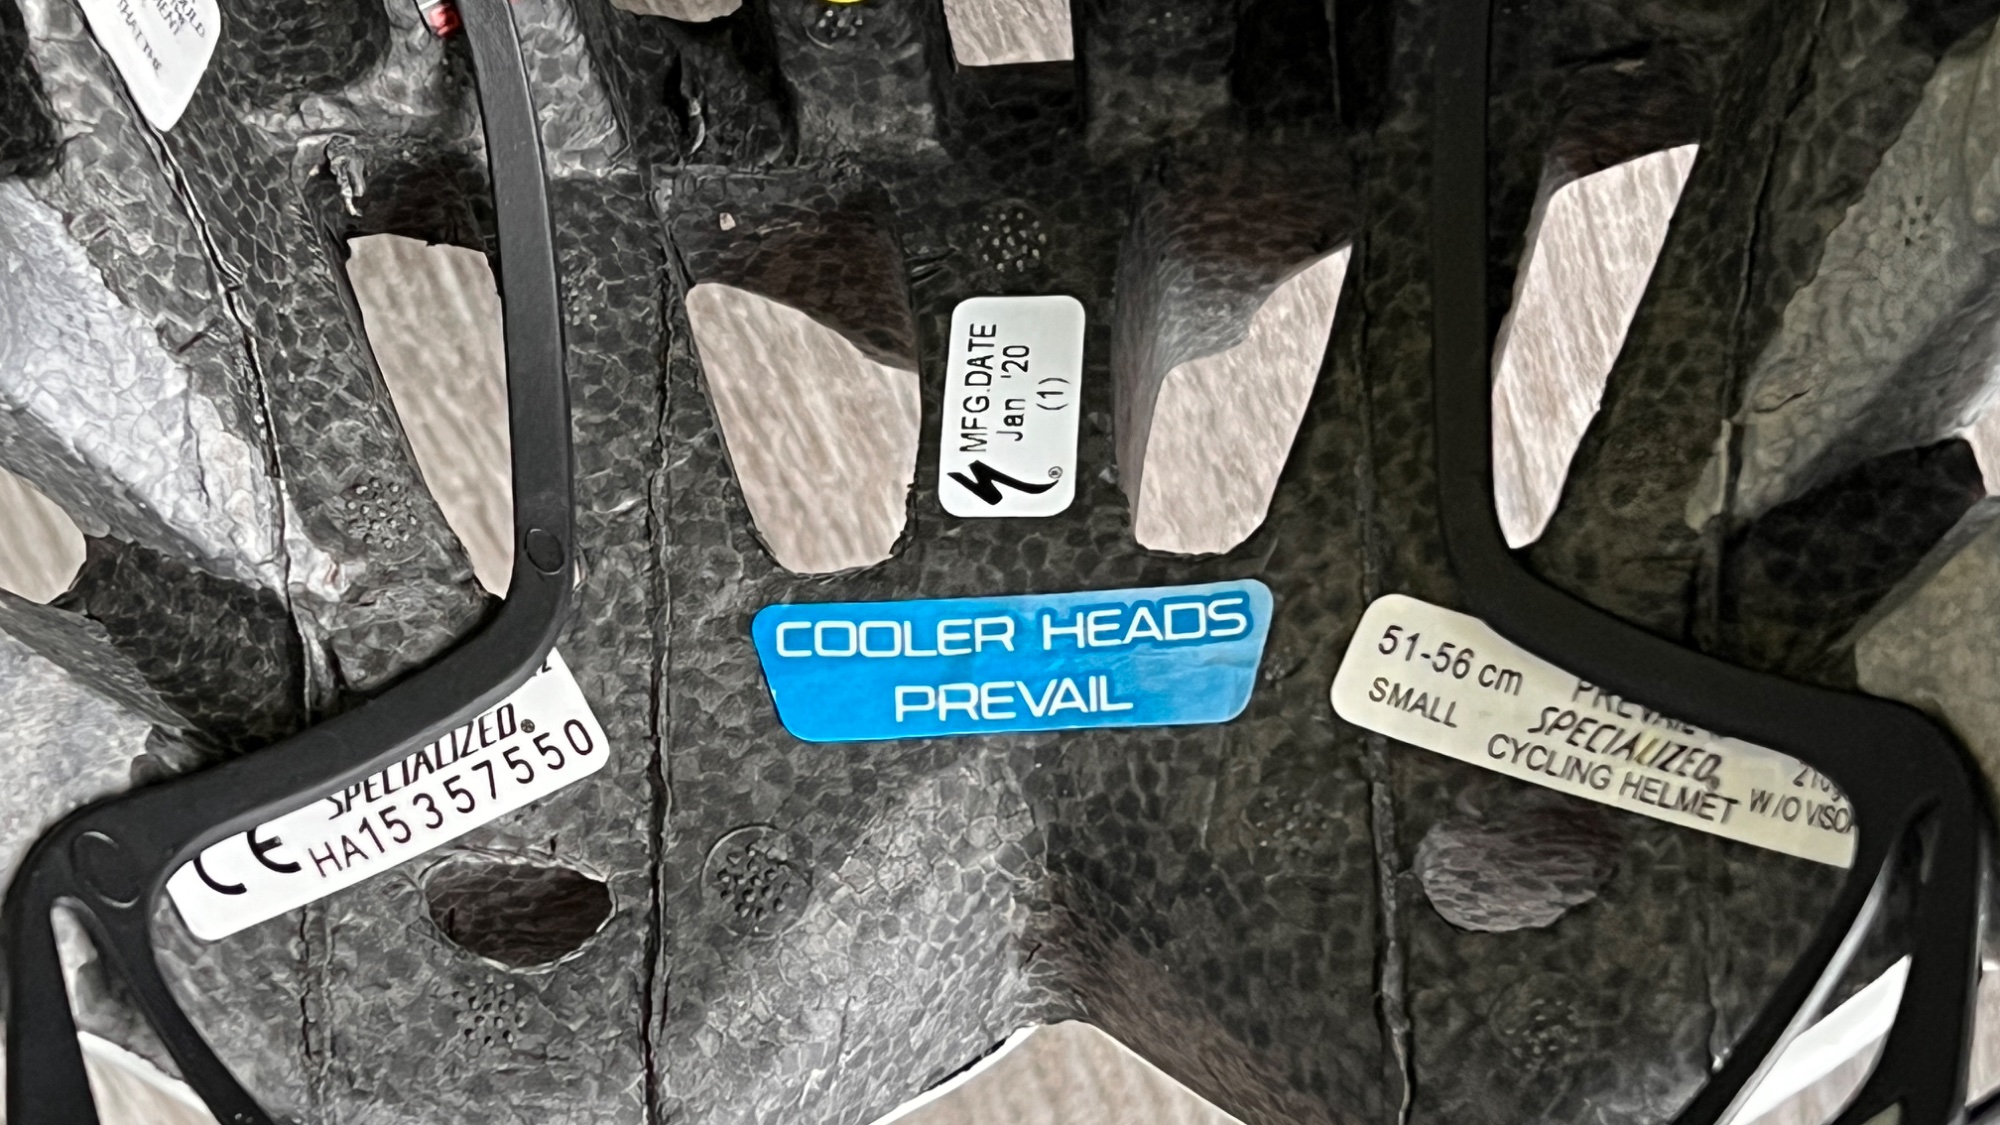 MFG.DATE
Jan '20
(1)
COOLER HEADS
PREVAIL
SPECIALIZED®
CE HA15357550
51-56 cm
SMALL
PREVAIL
SPECIALIZED®
CYCLING HELMET
W/O VISOR